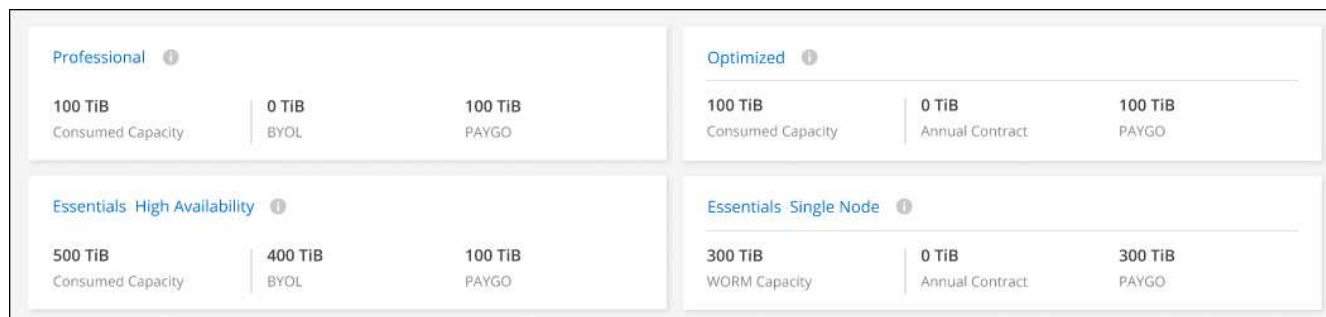 Professional
100 TiB 0 TiB 100 TiB
Consumed Capacity BYOL PAYGO
Optimized
100 TiB 0 TiB 100 TiB
Consumed Capacity Annual Contract PAYGO
Essentials High Availability
500 TiB 400 TiB 100 TiB
Consumed Capacity BYOL PAYGO
Essentials Single Node
300 TiB 0 TiB 300 TiB
WORM Capacity Annual Contract PAYGO